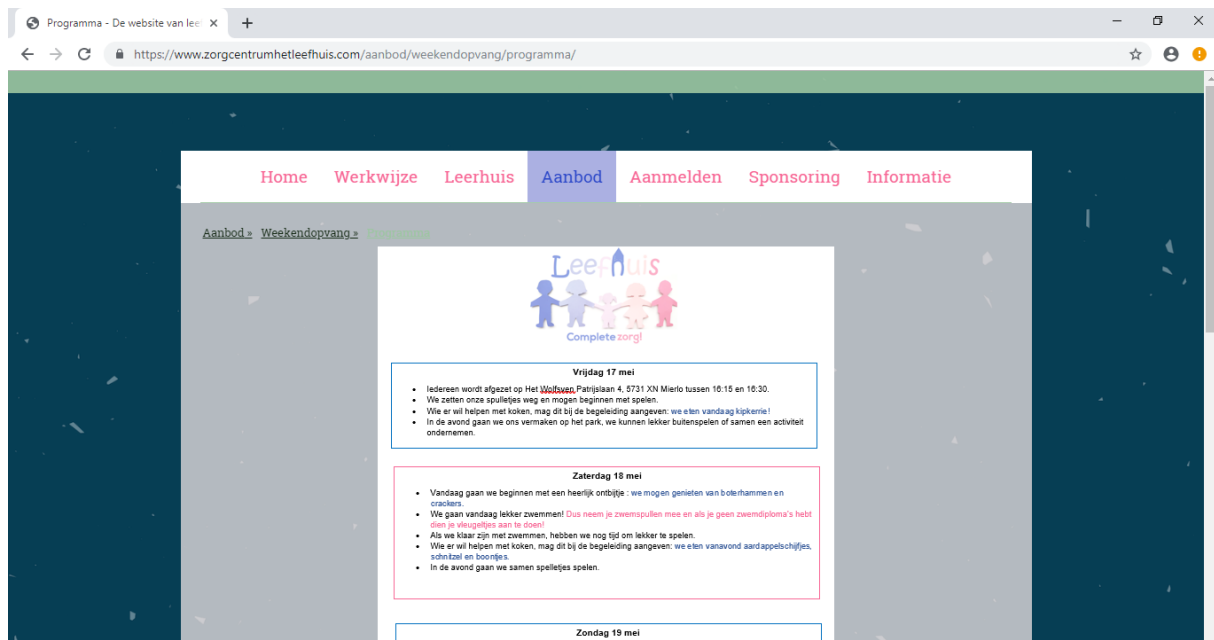 Programma - De website van lee
https://www.zorgcentrumhetleefhuis.com/aanbod/weekendopvang/programma/
Home Werkwijze Leerhuis Aanbod Aanmelden Sponsoring Informatie
Aanbod » Weekendopvang » Programma
Leefhuis
Complete zorg!
Vrijdag 17 mei
• Iedereen wordt afgezet op Het Wolfsven Patrijslaan 4, 5731 XN Mierlo tussen 16:15 en 16:30.
• We zetten onze spulletjes weg en mogen beginnen met spelen.
• Wie er wil helpen met koken, mag dit bij de begeleiding aangeven: we eten vandaag kipkerrie!
• In de avond gaan we ons vermaken op het park, we kunnen lekker buitenspelen of samen een activiteit
ondernemen.
Zaterdag 18 mei
• Vandaag gaan we beginnen met een heerlijk ontbijtje : we mogen genieten van boterhammen en
crackers.
• We gaan vandaag lekker zwemmen! Dus neem je zwemspullen mee en als je geen zwemdiploma's hebt
dien je vleugeltjes aan te doen!
• Als we klaar zijn met zwemmen, hebben we nog tijd om lekker te spelen.
• Wie er wil helpen met koken, mag dit bij de begeleiding aangeven: we eten vanavond aardappelschijfjes,
schnitzel en boontjes.
• In de avond gaan we samen spelletjes spelen.
Zondag 19 mei